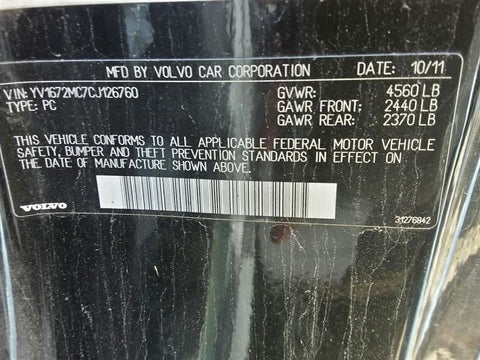 MFD BY VOLVO CAR CORPORATION DATE: 10/11
VIN: YV1672MC7CJ126760 GVWR: 4560 LB
TYPE: PC GAWR FRONT: 2440 LB
GAWR REAR: 2370 LB
THIS VEHICLE CONFORMS TO ALL APPLICABLE FEDERAL MOTOR VEHICLE
SAFETY, BUMPER AND THEFT PREVENTION STANDARDS IN EFFECT ON
THE DATE OF MANUFACTURE SHOWN ABOVE.
VOLVO 31276842